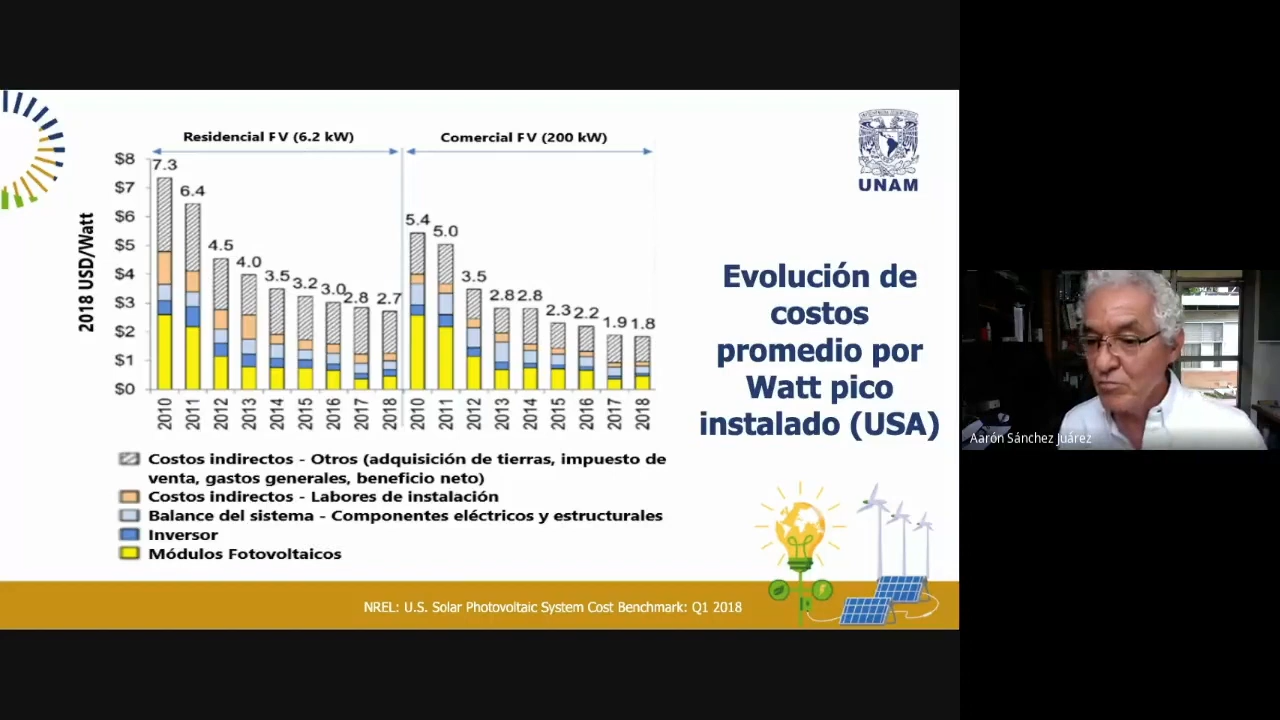 Residencial FV (6.2 kW)
Comercial FV (200 kW)
2018 USD/Watt
$8
$7
$6
$5
$4
$3
$2
$1
$0
7.3
6.4
4.5
4.0
3.5
3.2
3.0
2.8
2.7
5.4
5.0
3.5
2.8
2.8
2.3
2.2
1.9
1.8
2010
2011
2012
2013
2014
2015
2016
2017
2018
2010
2011
2012
2013
2014
2015
2016
2017
2018
Costos indirectos - Otros (adquisición de tierras, impuesto de
venta, gastos generales, beneficio neto)
Costos indirectos - Labores de instalación
Balance del sistema - Componentes eléctricos y estructurales
Inversor
Módulos Fotovoltaicos
UNAM
Evolución de
costos
promedio por
Watt pico
instalado (USA)
NREL: U.S. Solar Photovoltaic System Cost Benchmark: Q1 2018
Aarón Sánchez Juárez